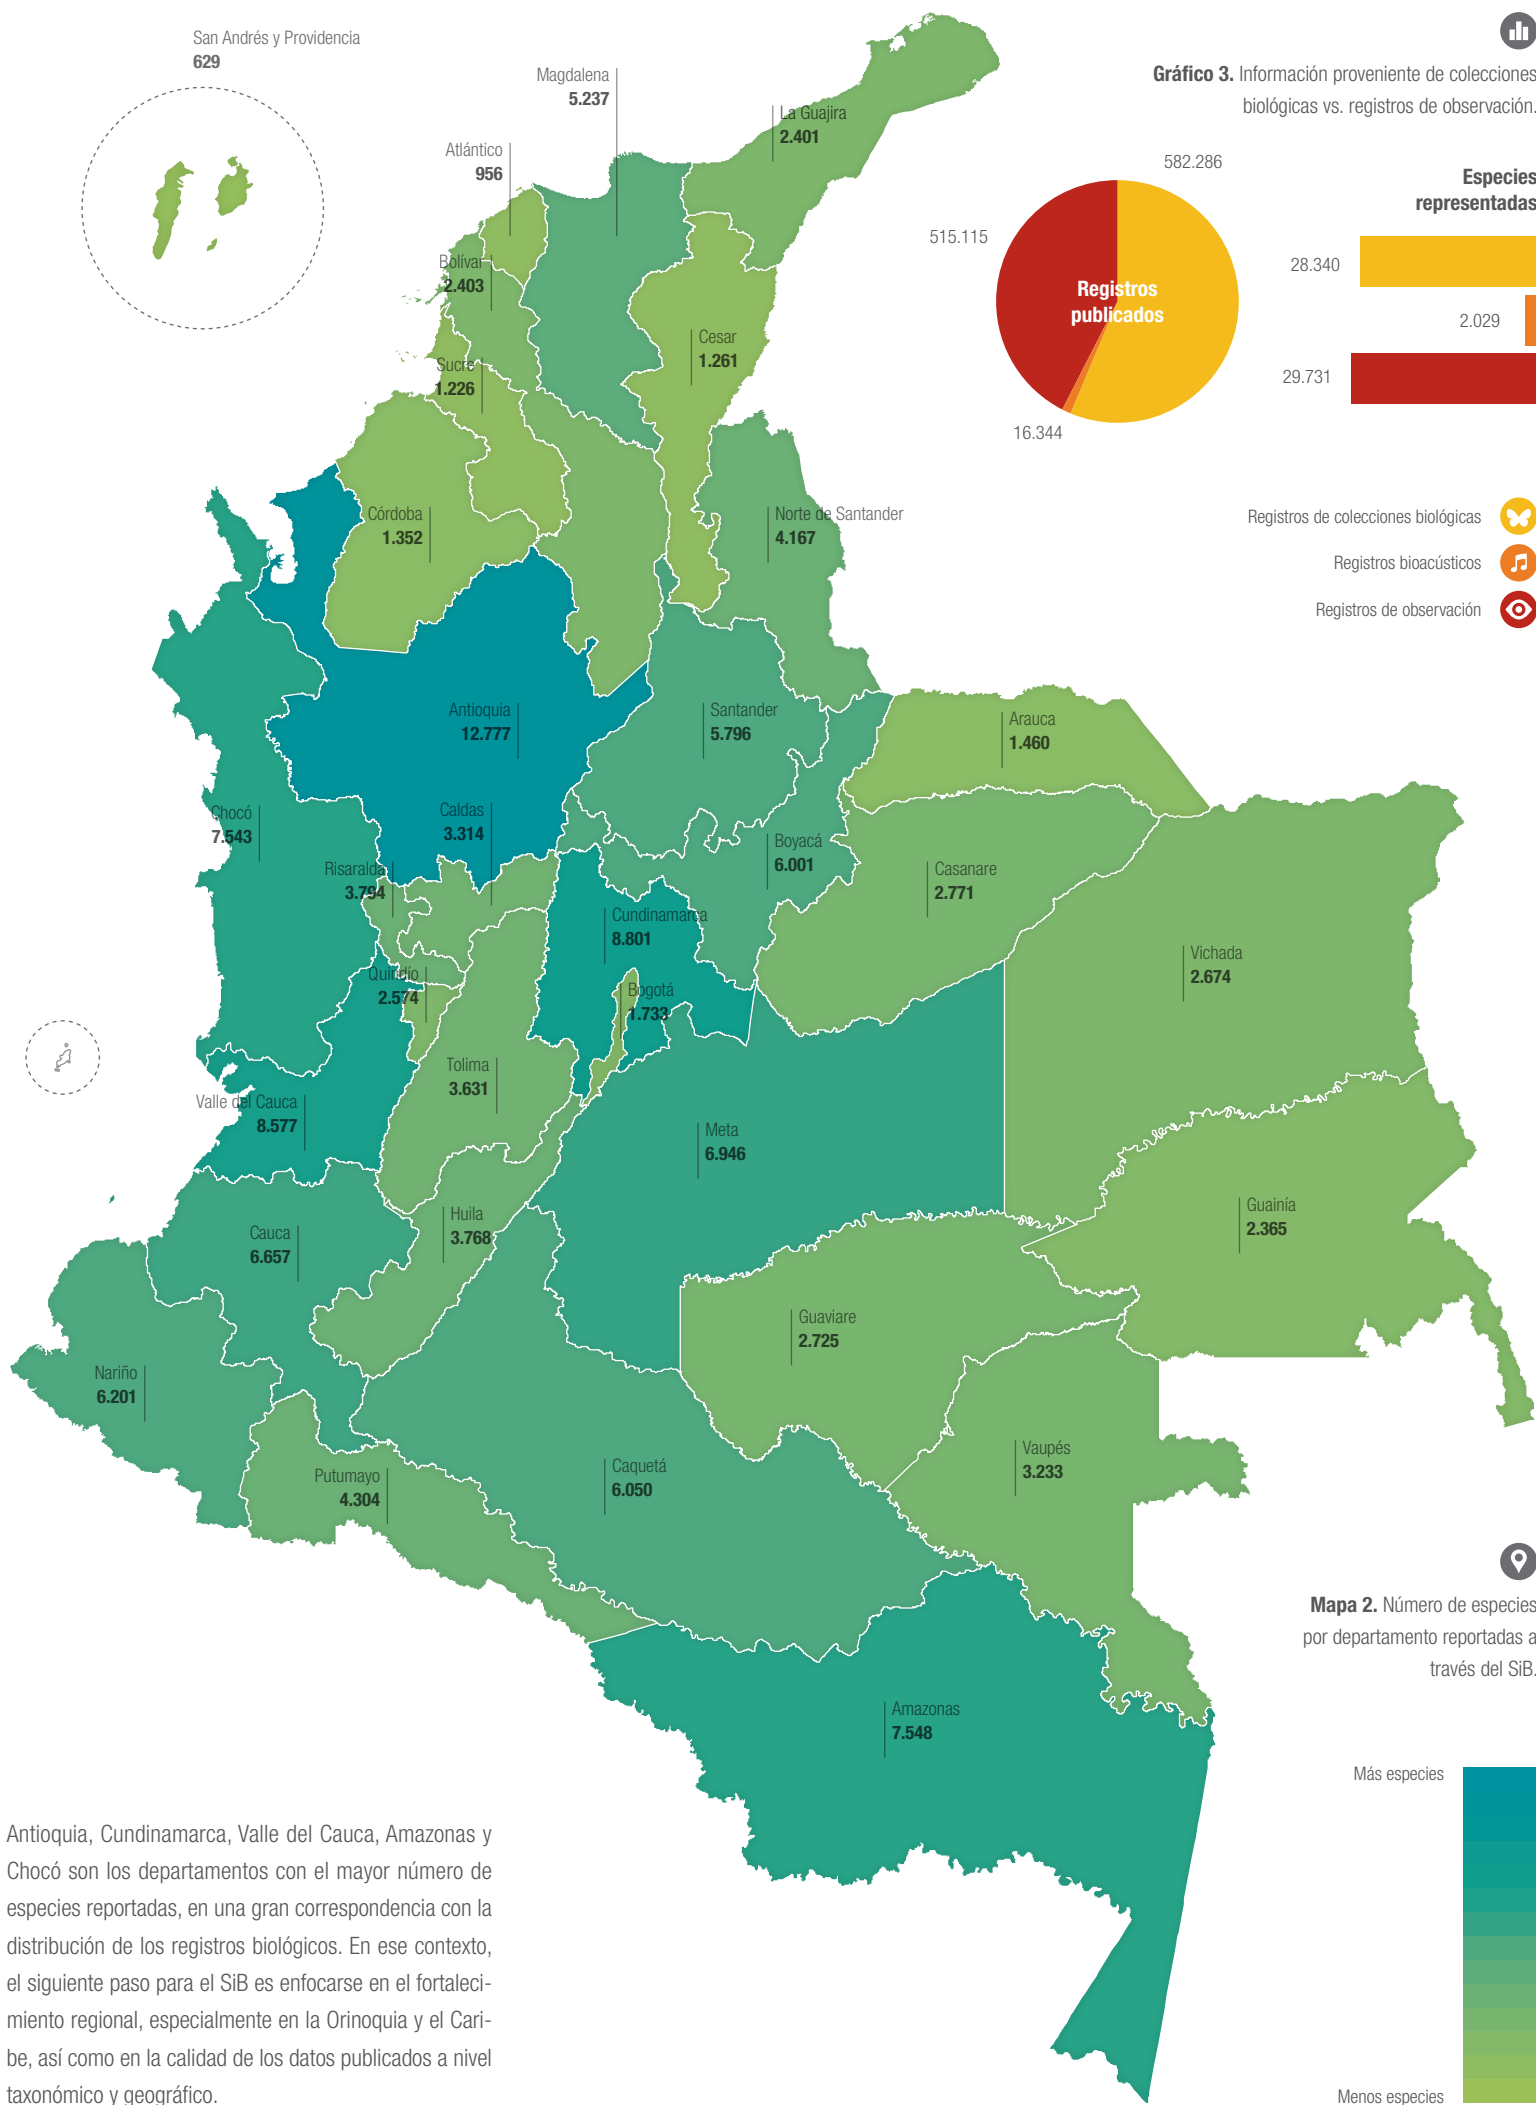 San Andrés y Providencia
629
Magdalena
5.237
La Guajira
2.401
Atlántico
956
Bolívar
2.403
Cesar
1.261
Sucre
1.226
Córdoba
1.352
Norte de Santander
4.167
Antioquia
12.777
Santander
5.796
Arauca
1.460
Chocó
7.543
Caldas
3.314
Boyacá
6.001
Casanare
2.771
Risaralda
3.794
Cundinamarca
8.801
Vichada
2.674
Quindío
2.574
Bogotá
1.733
Tolima
3.631
Valle del Cauca
8.577
Meta
6.946
Guainía
2.365
Huila
3.768
Cauca
6.657
Guaviare
2.725
Nariño
6.201
Vaupés
3.233
Putumayo
4.304
Caquetá
6.050
Amazonas
7.548
Gráfico 3. Información proveniente de colecciones
biológicas vs. registros de observación.
582.286
515.115
16.344
Registros
publicados
Especies
representadas
28.340
2.029
29.731
Registros de colecciones biológicas
Registros bioacústicos
Registros de observación
Mapa 2. Número de especies
por departamento reportadas a
través del SiB.
Más especies
Menos especies
Antioquia, Cundinamarca, Valle del Cauca, Amazonas y
Chocó son los departamentos con el mayor número de
especies reportadas, en una gran correspondencia con la
distribución de los registros biológicos. En ese contexto,
el siguiente paso para el SiB es enfocarse en el fortaleci-
miento regional, especialmente en la Orinoquia y el Cari-
be, así como en la calidad de los datos publicados a nivel
taxonómico y geográfico.